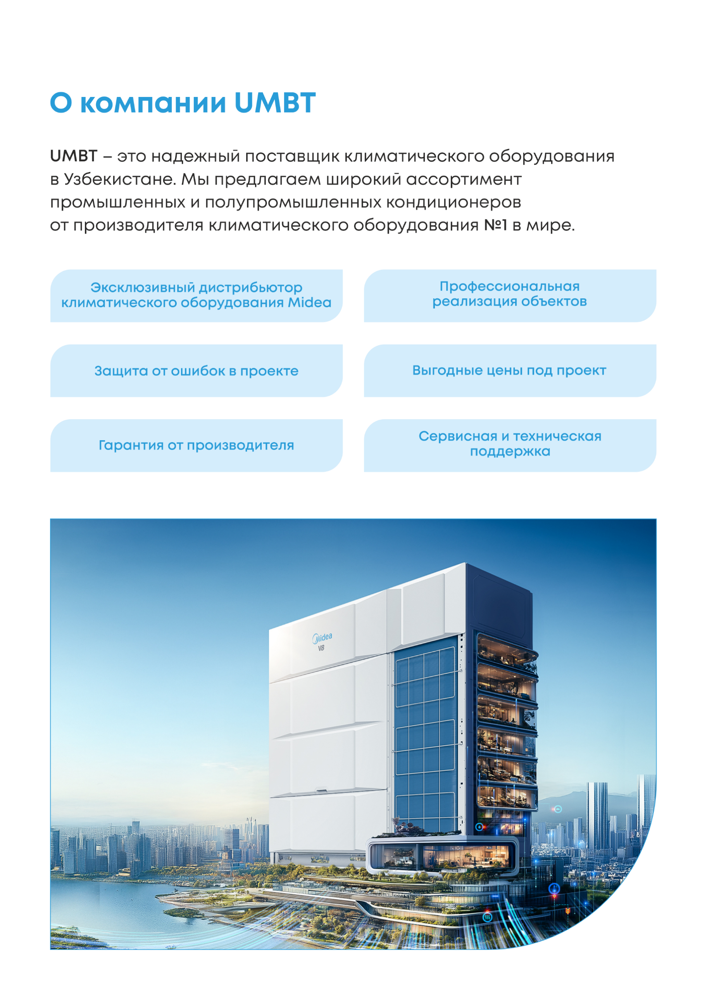 О компании UMBT
UMBT – это надежный поставщик климатического оборудования
в Узбекистане. Мы предлагаем широкий ассортимент
промышленных и полупромышленных кондиционеров
от производителя климатического оборудования №1 в мире.
Эксклюзивный дистрибьютор
климатического оборудования Midea
Профессиональная
реализация объектов
Защита от ошибок в проекте
Выгодные цены под проект
Гарантия от производителя
Сервисная и техническая
поддержка
Midea
V8